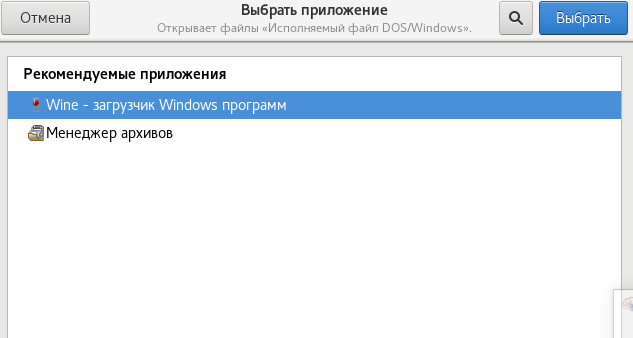 Отмена
Выбрать приложение
Открывает файлы «Исполняемый файл DOS/Windows».
Выбрать
Рекомендуемые приложения
Wine - загрузчик Windows программ
Менеджер архивов